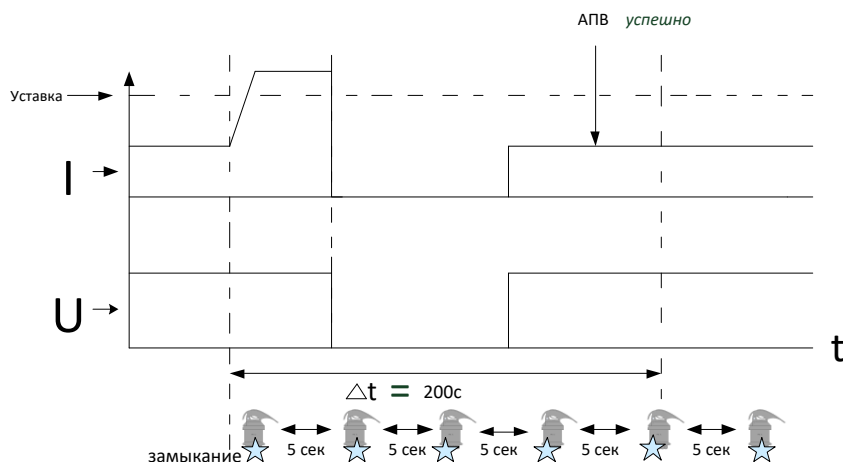 АПВ успешно
Уставка
I
U
t
△t = 200с
замыкание 5 сек 5 сек 5 сек 5 сек 5 сек